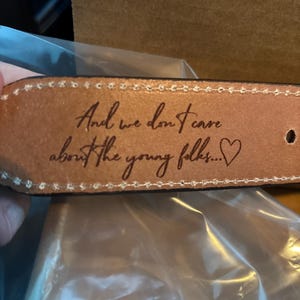 And we don't care
about the young folks...♡